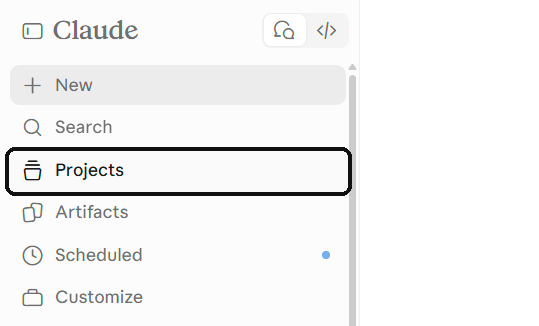 Claude
New
Search
Projects
Artifacts
Scheduled
Customize